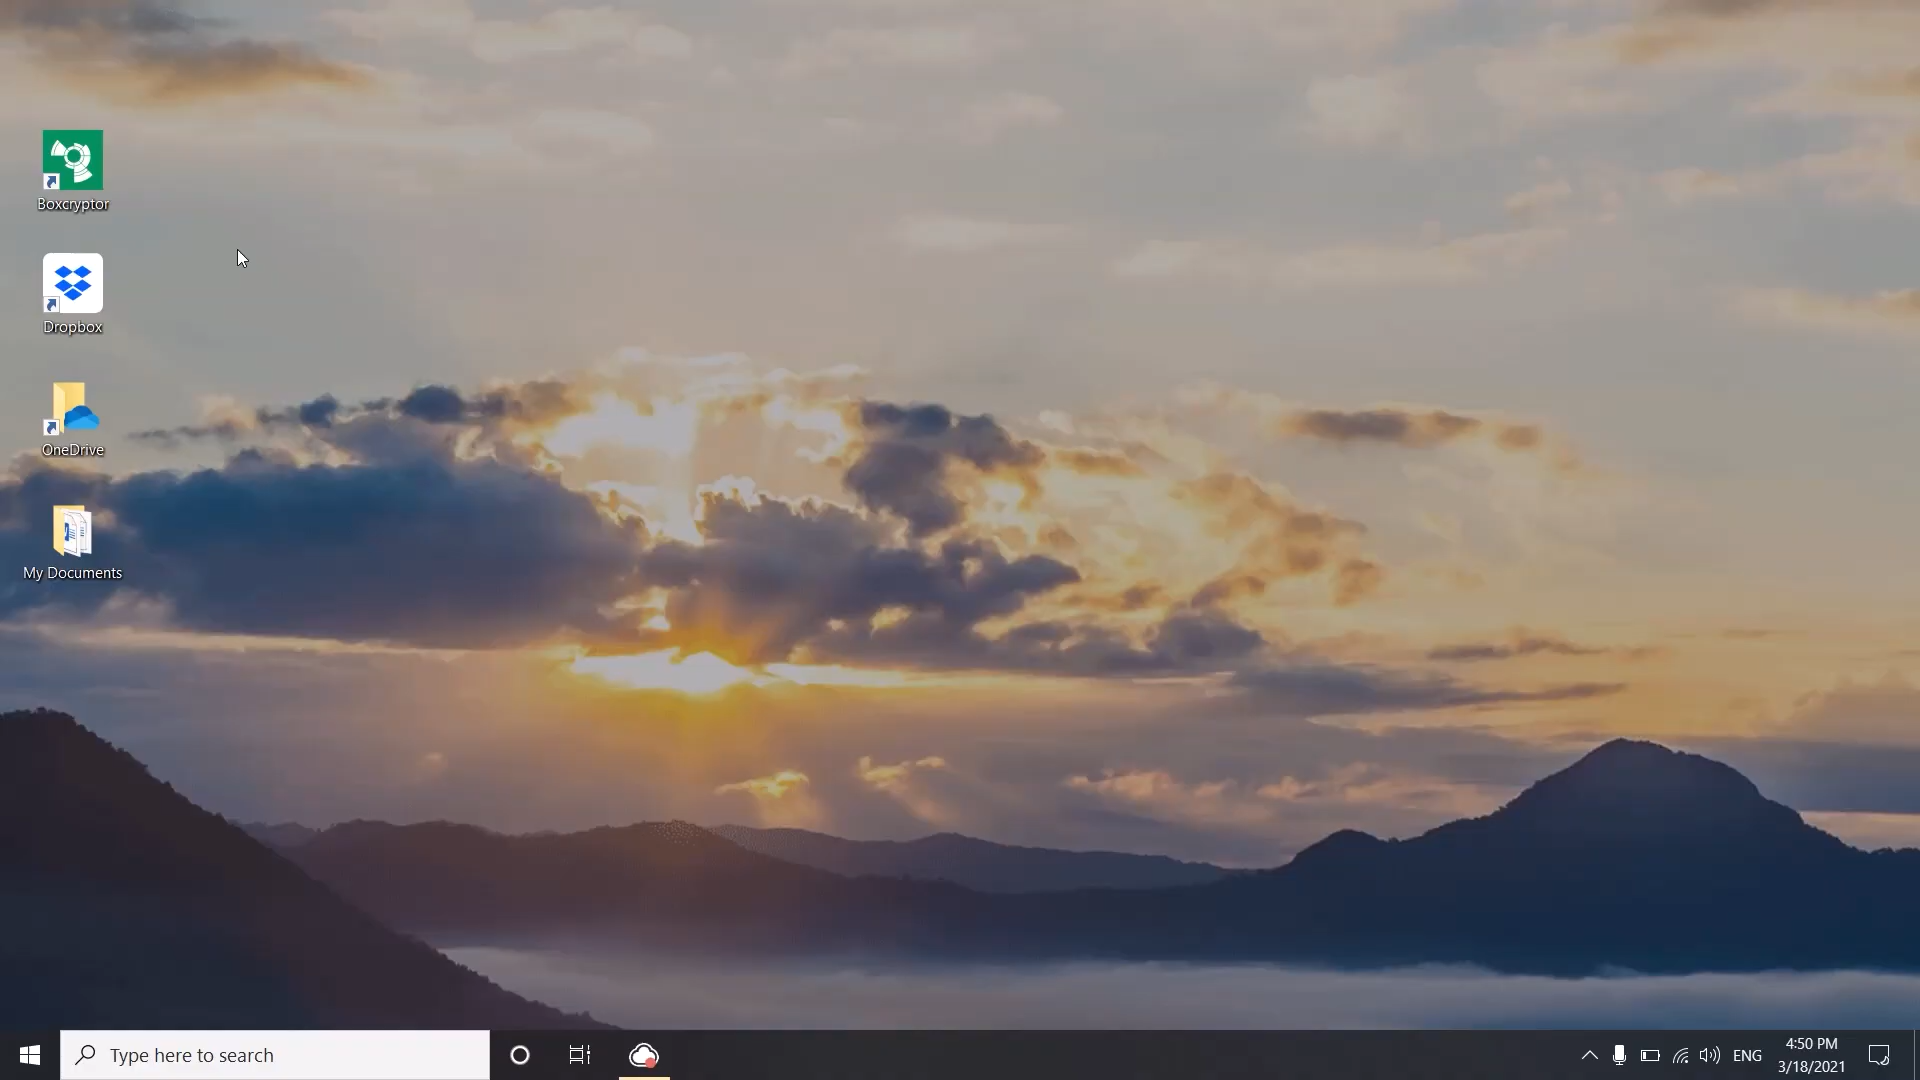 Boxcryptor
Dropbox
OneDrive
My Documents
Type here to search
ENG
4:50 PM
3/18/2021